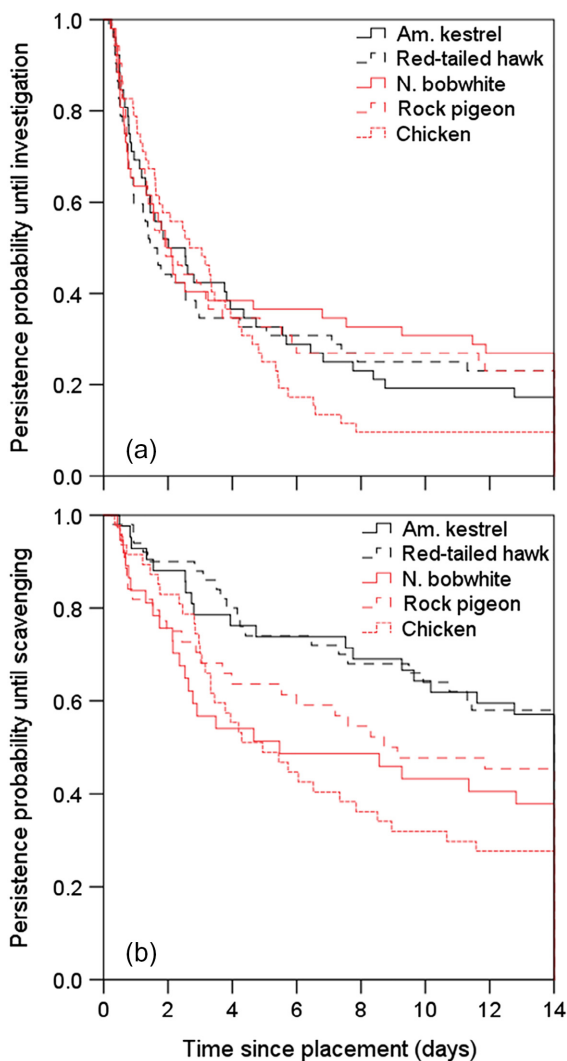 Persistence probability until investigation
1.0
0.8
0.6
0.4
0.2
0.0
Am. kestrel
Red-tailed hawk
N. bobwhite
Rock pigeon
Chicken
(a)
Persistence probability until scavenging
1.0
0.8
0.6
0.4
0.2
0.0
Am. kestrel
Red-tailed hawk
N. bobwhite
Rock pigeon
Chicken
(b)
0 2 4 6 8 10 12 14
Time since placement (days)